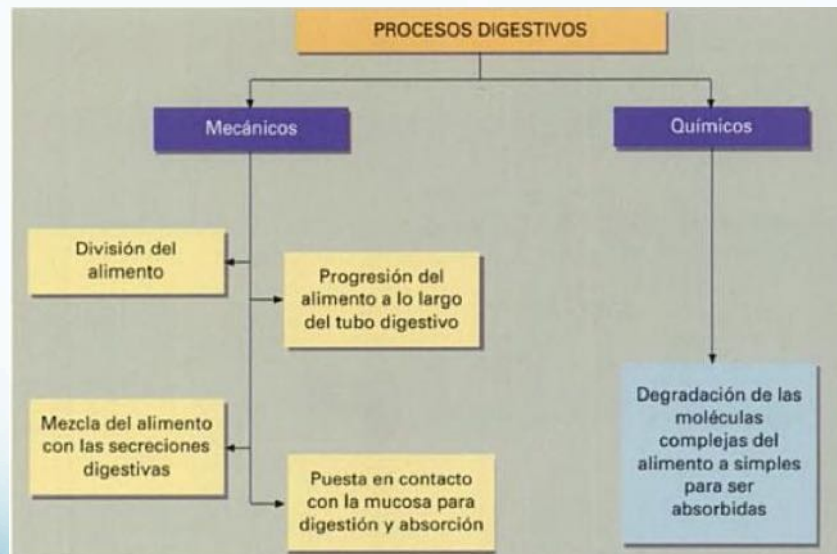 PROCESOS DIGESTIVOS
Mecánicos
Químicos
División del
alimento
Progresión del
alimento a lo largo
del tubo digestivo
Mezcla del alimento
con las secreciones
digestivas
Puesta en contacto
con la mucosa para
digestión y absorción
Degradación de las
moléculas
complejas del
alimento a simples
para ser
absorbidas